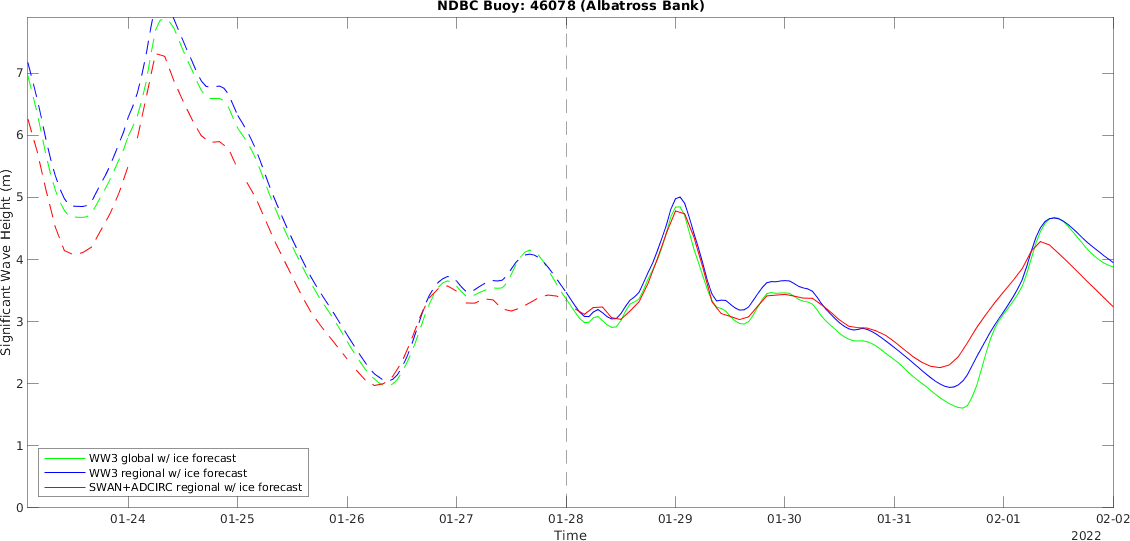 NDBC Buoy: 46078 (Albatross Bank)
Significant Wave Height (m)
7
6
5
4
3
2
1
0
WW3 global w/ ice forecast
WW3 regional w/ ice forecast
SWAN+ADCIRC regional w/ ice forecast
01-24 01-25 01-26 01-27 01-28 01-29 01-30 01-31 02-01 02-02
Time
2022